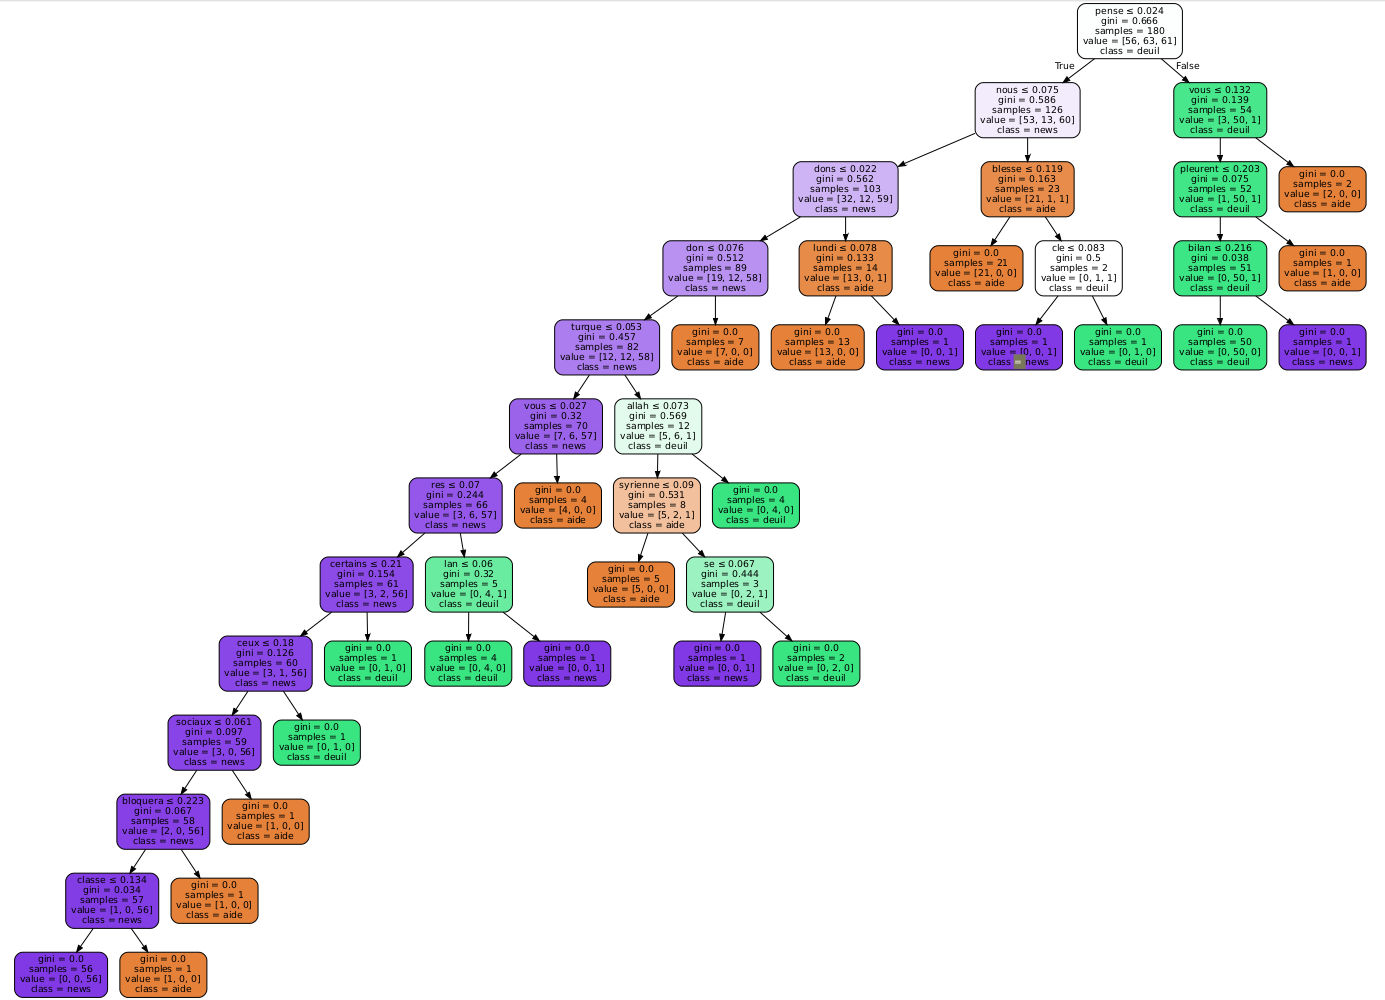 pense ≤ 0.024
gini = 0.666
samples = 180
value = [56, 63, 61]
class = deuil
True
False
nous ≤ 0.075
gini = 0.586
samples = 126
value = [53, 13, 60]
class = news
vous ≤ 0.132
gini = 0.139
samples = 54
value = [3, 50, 1]
class = deuil
dons ≤ 0.022
gini = 0.562
samples = 103
value = [32, 12, 59]
class = news
blesse ≤ 0.119
gini = 0.163
samples = 23
value = [21, 1, 1]
class = aide
pleurent ≤ 0.203
gini = 0.075
samples = 52
value = [1, 50, 1]
class = deuil
gini = 0.0
samples = 2
value = [2, 0, 0]
class = aide
don ≤ 0.076
gini = 0.512
samples = 89
value = [19, 12, 58]
class = news
lundi ≤ 0.078
gini = 0.133
samples = 14
value = [13, 0, 1]
class = aide
gini = 0.0
samples = 21
value = [21, 0, 0]
class = aide
cle ≤ 0.083
gini = 0.5
samples = 2
value = [0, 1, 1]
class = deuil
bilan ≤ 0.216
gini = 0.038
samples = 51
value = [0, 50, 1]
class = deuil
gini = 0.0
samples = 1
value = [1, 0, 0]
class = aide
turque ≤ 0.053
gini = 0.457
samples = 82
value = [12, 12, 58]
class = news
gini = 0.0
samples = 7
value = [7, 0, 0]
class = aide
gini = 0.0
samples = 13
value = [13, 0, 0]
class = aide
gini = 0.0
samples = 1
value = [0, 0, 1]
class = news
gini = 0.0
samples = 1
value = [0, 0, 1]
class = news
gini = 0.0
samples = 1
value = [0, 1, 0]
class = deuil
gini = 0.0
samples = 50
value = [0, 50, 0]
class = deuil
gini = 0.0
samples = 1
value = [0, 0, 1]
class = news
vous ≤ 0.027
gini = 0.32
samples = 70
value = [7, 6, 57]
class = news
allah ≤ 0.073
gini = 0.569
samples = 12
value = [5, 6, 1]
class = deuil
res ≤ 0.07
gini = 0.244
samples = 66
value = [3, 6, 57]
class = news
gini = 0.0
samples = 4
value = [4, 0, 0]
class = aide
syrienne ≤ 0.09
gini = 0.531
samples = 8
value = [5, 2, 1]
class = aide
gini = 0.0
samples = 4
value = [0, 4, 0]
class = deuil
certains ≤ 0.21
gini = 0.154
samples = 61
value = [3, 2, 56]
class = news
lan ≤ 0.06
gini = 0.32
samples = 5
value = [0, 4, 1]
class = deuil
gini = 0.0
samples = 5
value = [5, 0, 0]
class = aide
se ≤ 0.067
gini = 0.444
samples = 3
value = [0, 2, 1]
class = deuil
ceux ≤ 0.18
gini = 0.126
samples = 60
value = [3, 1, 56]
class = news
gini = 0.0
samples = 1
value = [0, 1, 0]
class = deuil
gini = 0.0
samples = 4
value = [0, 4, 0]
class = deuil
gini = 0.0
samples = 1
value = [0, 0, 1]
class = news
gini = 0.0
samples = 1
value = [0, 0, 1]
class = news
gini = 0.0
samples = 2
value = [0, 2, 0]
class = deuil
sociaux ≤ 0.061
gini = 0.097
samples = 59
value = [3, 0, 56]
class = news
gini = 0.0
samples = 1
value = [0, 1, 0]
class = deuil
bloquera ≤ 0.223
gini = 0.067
samples = 58
value = [2, 0, 56]
class = news
gini = 0.0
samples = 1
value = [1, 0, 0]
class = aide
classe ≤ 0.134
gini = 0.034
samples = 57
value = [1, 0, 56]
class = news
gini = 0.0
samples = 1
value = [1, 0, 0]
class = aide
gini = 0.0
samples = 56
value = [0, 0, 56]
class = news
gini = 0.0
samples = 1
value = [1, 0, 0]
class = aide